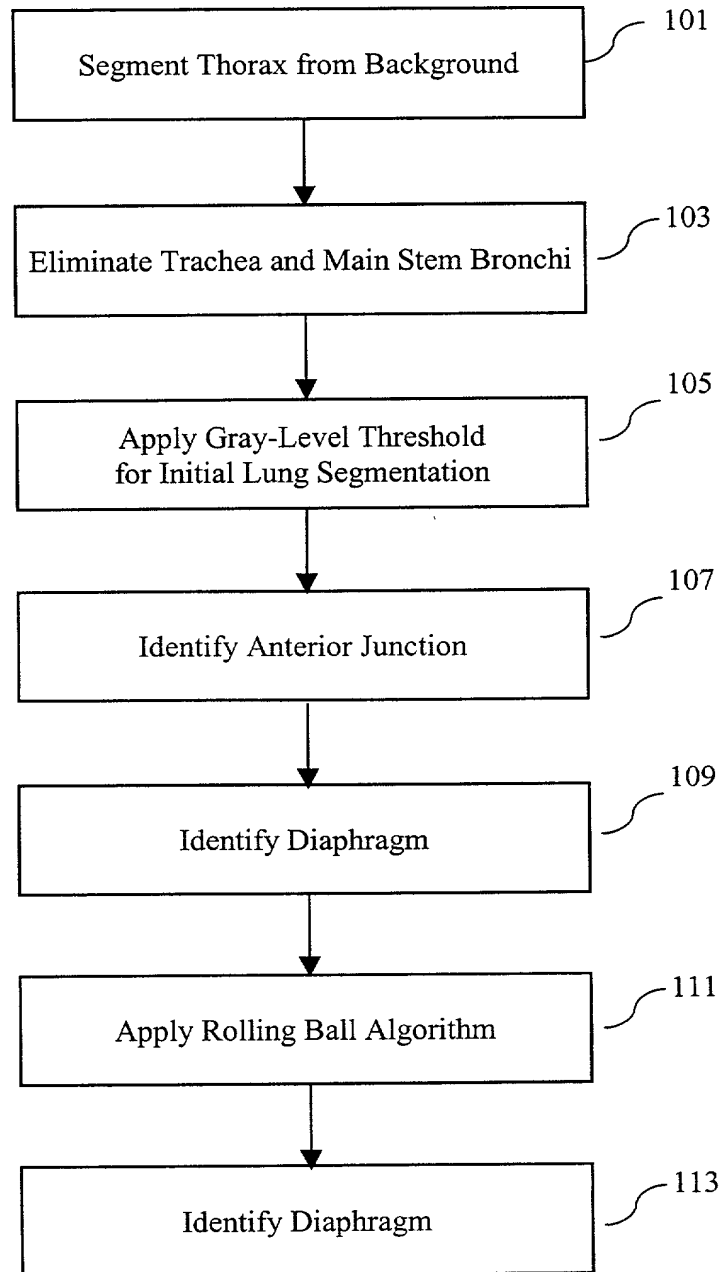 101
Segment Thorax from Background
103
Eliminate Trachea and Main Stem Bronchi
105
Apply Gray-Level Threshold
for Initial Lung Segmentation
107
Identify Anterior Junction
109
Identify Diaphragm
111
Apply Rolling Ball Algorithm
113
Identify Diaphragm